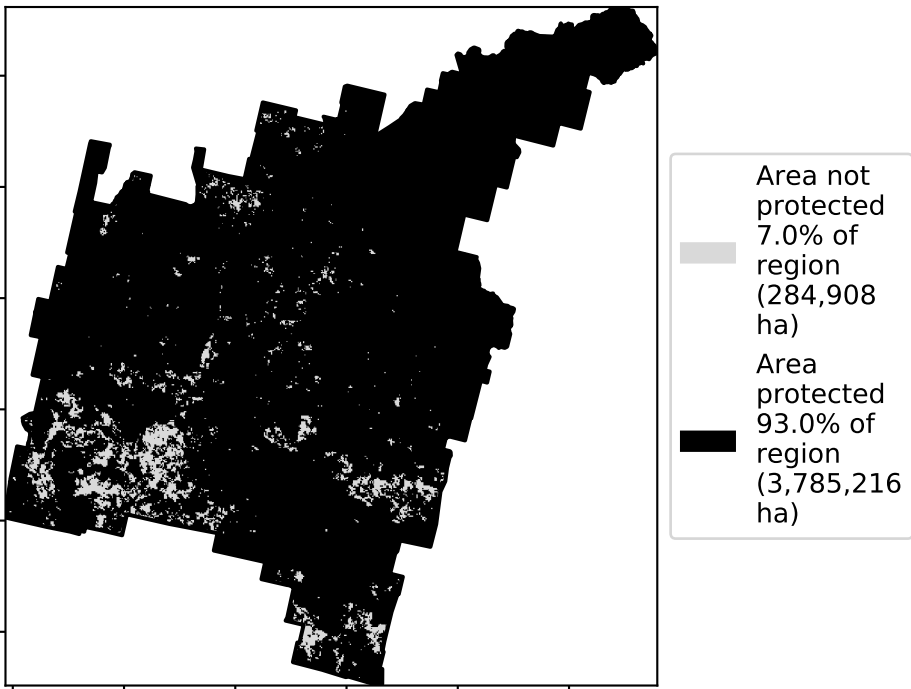 Area not
protected
7.0% of
region
(284,908
ha)
Area
protected
93.0% of
region
(3,785,216
ha)